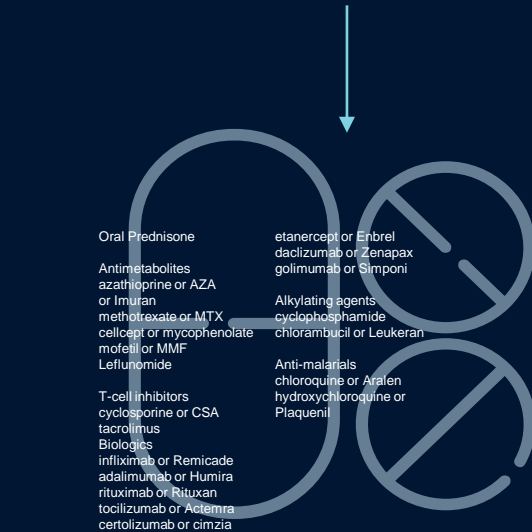 Oral Prednisone
Antimetabolites
azathioprine or AZA
or Imuran
methotrexate or MTX
cellcept or mycophenolate
mofetil or MMF
Leflunomide
T-cell inhibitors
cyclosporine or CSA
tacrolimus
Biologics
infliximab or Remicade
adalimumab or Humira
rituximab or Rituxan
tocilizumab or Actemra
certolizumab or cimzia
etanercept or Enbrel
daclizumab or Zenapax
golimumab or Simponi
Alkylating agents
cyclophosphamide
chlorambucil or Leukeran
Anti-malarials
chloroquine or Aralen
hydroxychloroquine or
Plaquenil